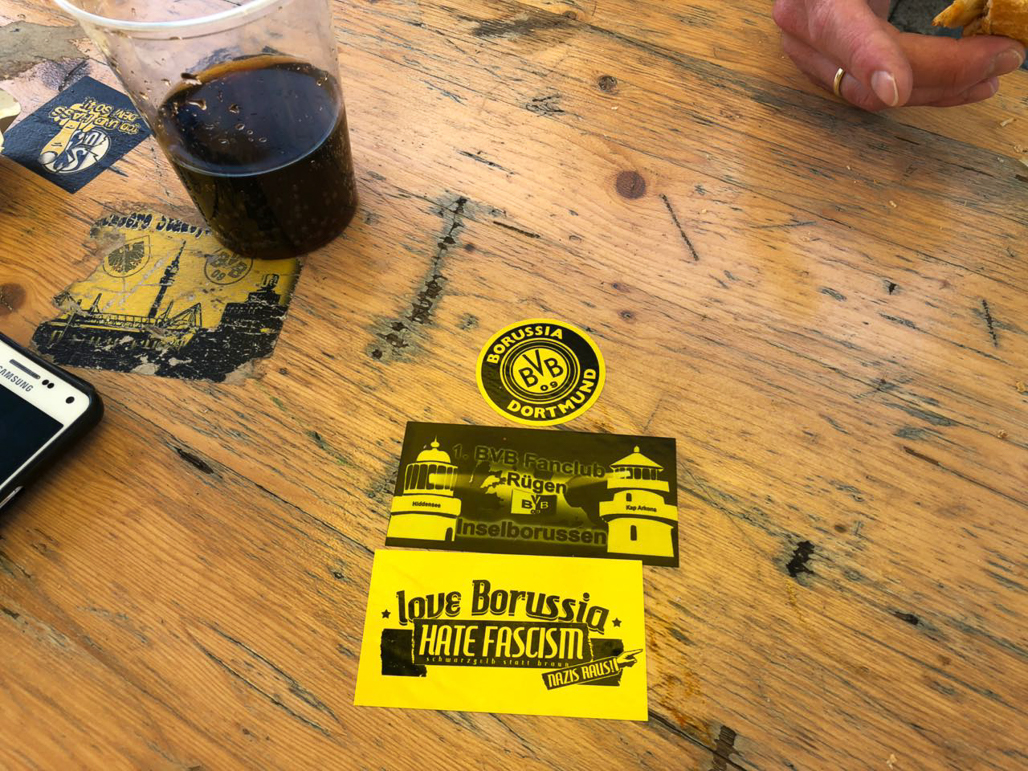 SAMSUNG
BORUSSIA
BVB
09
DORTMUND
1. BVB Fanclub
Rügen
Hiddensee
BVB
09
Kap Arkona
Inselborussen
love Borussia
HATE FASCISM
schwarzgelb statt braun
NAZIS RAUS!